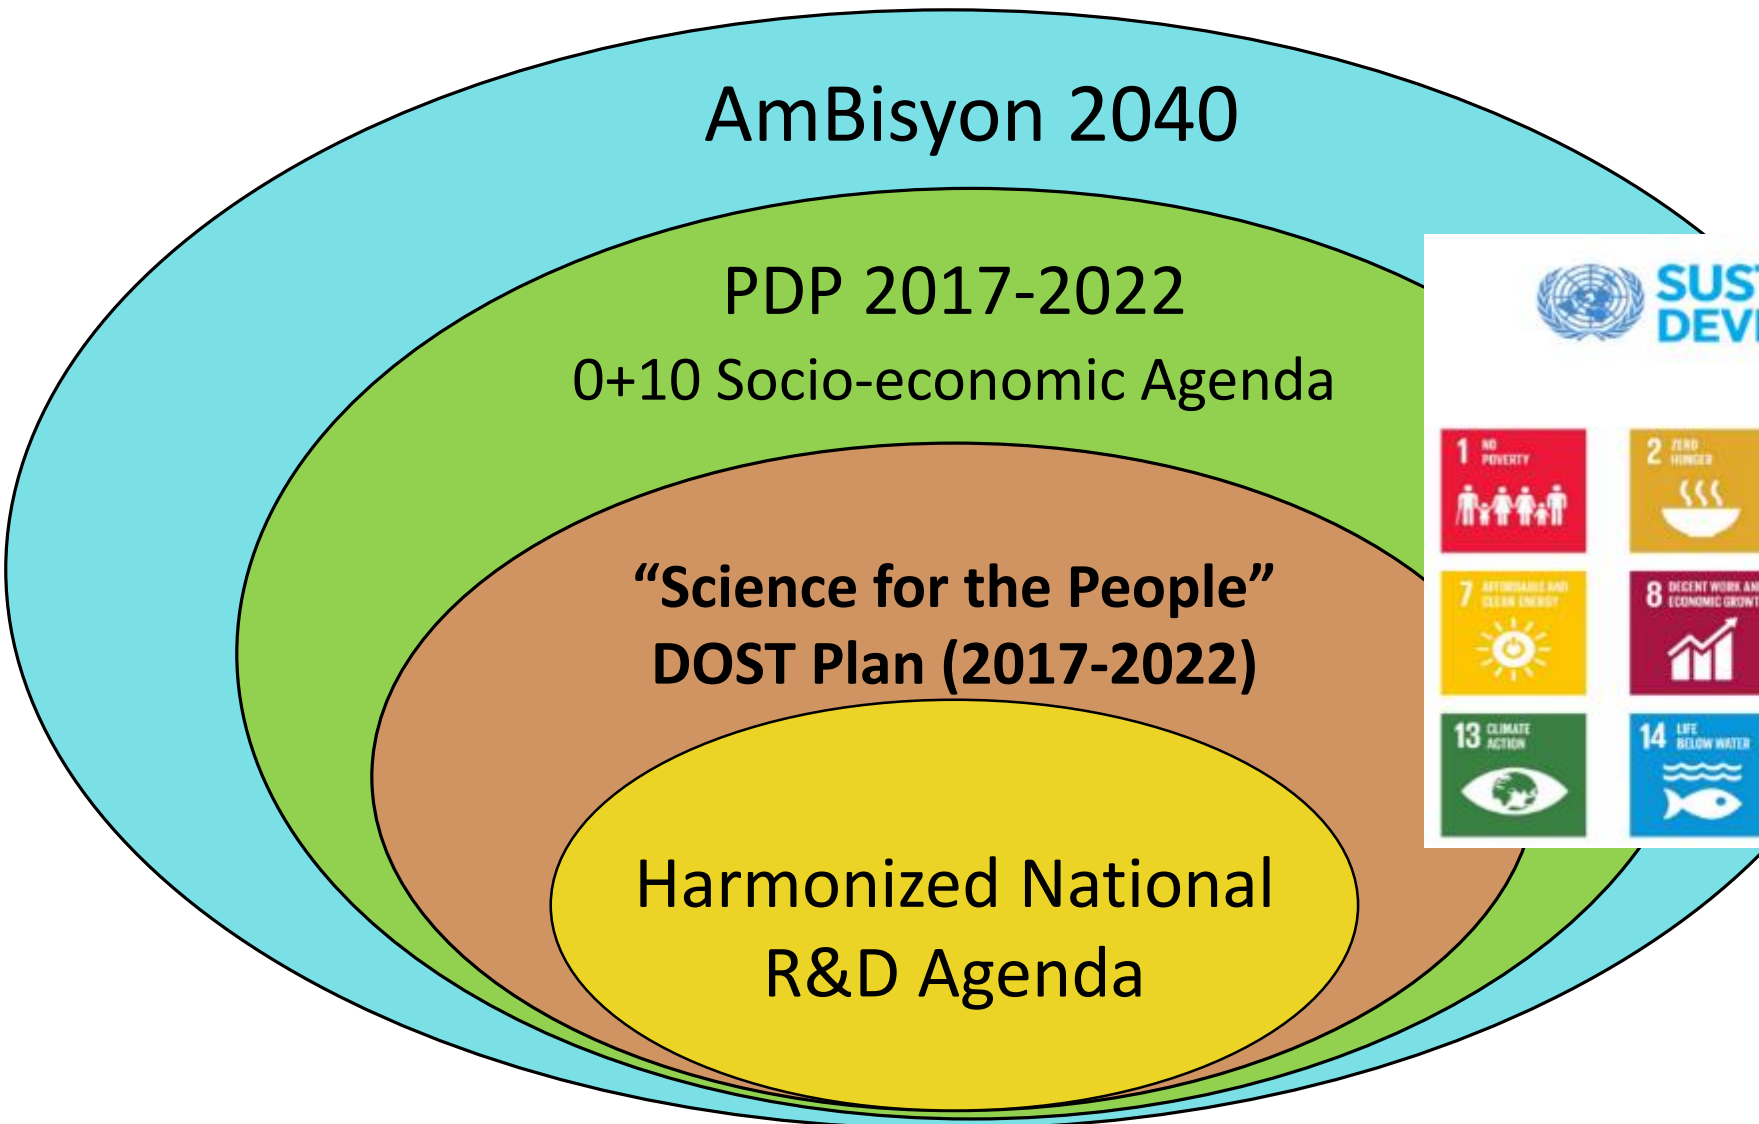 AmBisyon 2040
PDP 2017-2022
0+10 Socio-economic Agenda
“Science for the People”
DOST Plan (2017-2022)
Harmonized National
R&D Agenda
SUST
DEVE
1 NO
POVERTY
2 ZERO
HUNGER
7 AFFORDABLE AND
CLEAN ENERGY
8 DECENT WORK AND
ECONOMIC GROWT
13 CLIMATE
ACTION
14 LIFE
BELOW WATER